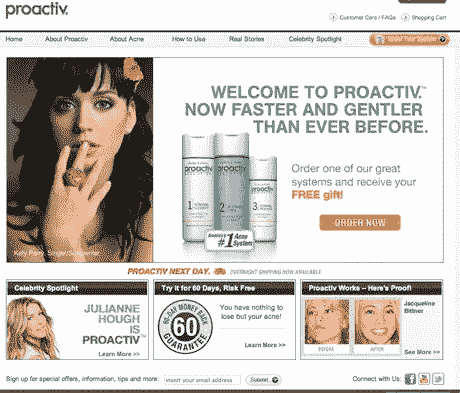 proactiv.
Customer Care / FAQs
Shopping Cart
Home
About Proactiv
About Acne
How to Use
Real Stories
Celebrity Spotlight
WELCOME TO PROACTIV.™
NOW FASTER AND GENTLER
THAN EVER BEFORE.
Order one of our great
systems and receive your
FREE gift!
ORDER NOW
proactiv
proactiv
proactiv
1
2
3
America's
#1 Acne
System
Katy Perry, Singer/Songwriter
PROACTIV NEXT DAY.
OVERNIGHT SHIPPING NOW AVAILABLE
Celebrity Spotlight
JULIANNE
HOUGH
IS
PROACTIV™
Learn More >>
Try it for 60 Days, Risk Free
60-DAY MONEY BACK
60
GUARANTEE
You have nothing to
lose but your acne!
Learn More >>
Proactiv Works – Here's Proof!
Jacqueline
Bittner
BEFORE
AFTER
See More >>
Sign up for special offers, information, tips and more:
insert your email address
Submit
Connect with Us: